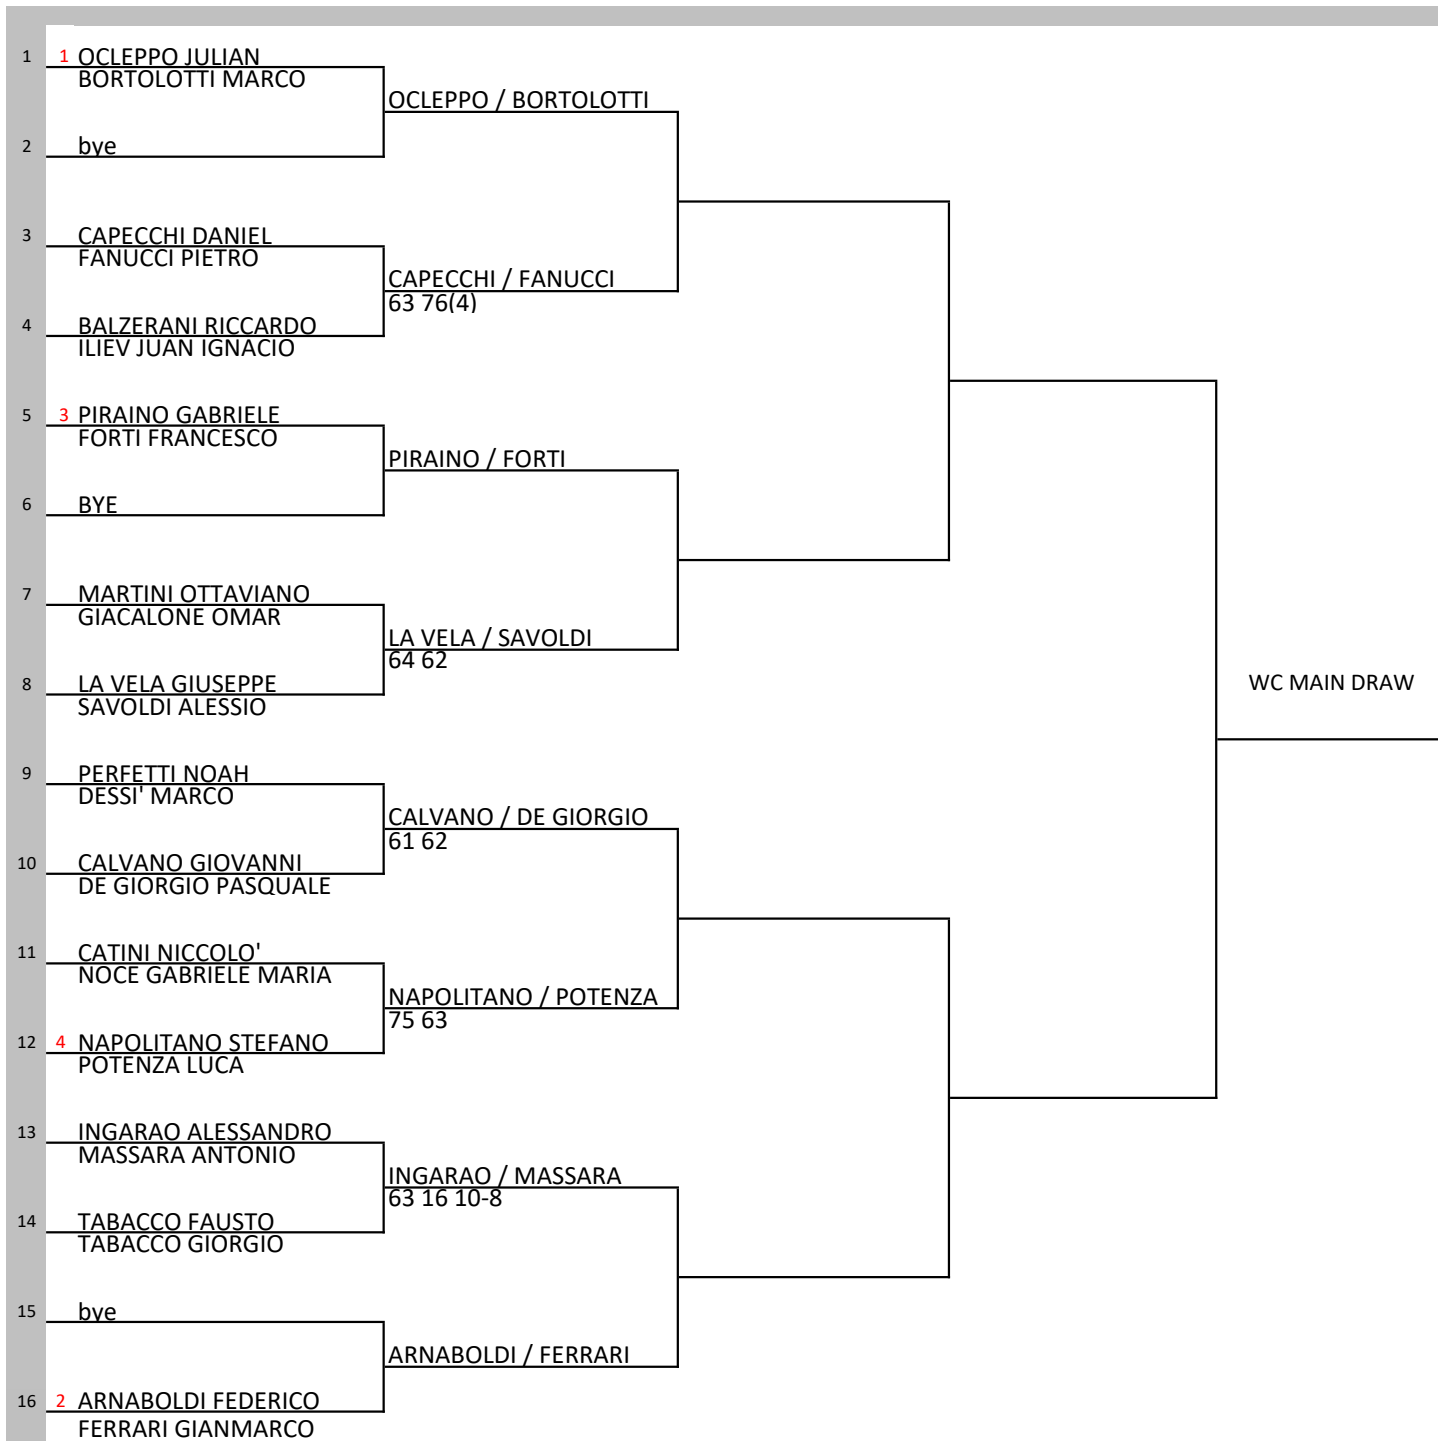 1 1 OCLEPPO JULIAN
BORTOLOTTI MARCO
OCLEPPO / BORTOLOTTI
2 bye
3 CAPECCHI DANIEL
FANUCCI PIETRO
CAPECCHI / FANUCCI
63 76(4)
4 BALZERANI RICCARDO
ILIEV JUAN IGNACIO
5 3 PIRAINO GABRIELE
FORTI FRANCESCO
PIRAINO / FORTI
6 BYE
7 MARTINI OTTAVIANO
GIACALONE OMAR
LA VELA / SAVOLDI
64 62
8 LA VELA GIUSEPPE
SAVOLDI ALESSIO
WC MAIN DRAW
9 PERFETTI NOAH
DESSI' MARCO
CALVANO / DE GIORGIO
61 62
10 CALVANO GIOVANNI
DE GIORGIO PASQUALE
11 CATINI NICCOLO'
NOCE GABRIELE MARIA
NAPOLITANO / POTENZA
75 63
12 4 NAPOLITANO STEFANO
POTENZA LUCA
13 INGARAO ALESSANDRO
MASSARA ANTONIO
INGARAO / MASSARA
63 16 10-8
14 TABACCO FAUSTO
TABACCO GIORGIO
15 bye
ARNABOLDI / FERRARI
16 2 ARNABOLDI FEDERICO
FERRARI GIANMARCO